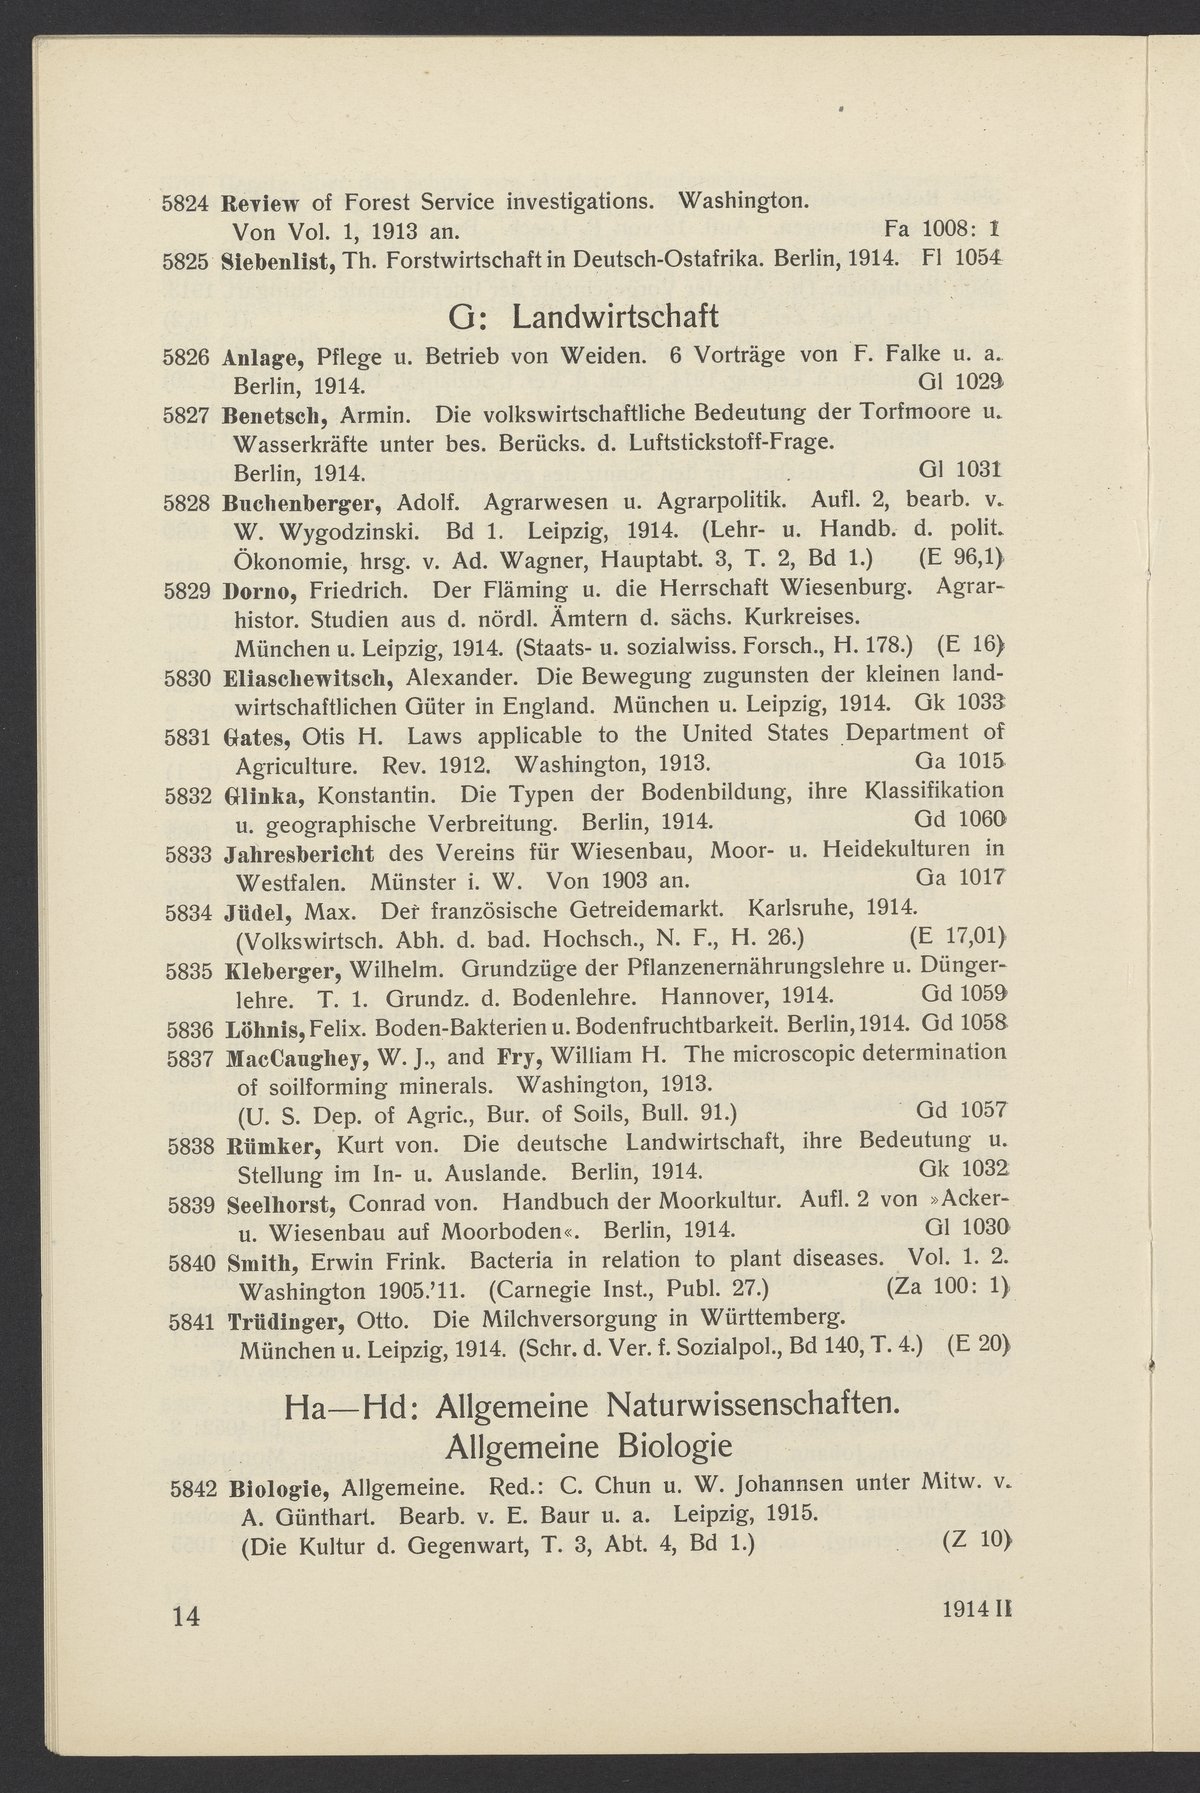 5824 Review of Forest Service investigations. Washington.
Von Vol. 1, 1913 an. Fa 1008: 1
5825 Siebenlist, Th. Forstwirtschaft in Deutsch-Ostafrika. Berlin, 1914. Fl 1054
G: Landwirtschaft
5826 Anlage, Pflege u. Betrieb von Weiden. 6 Vorträge von F. Falke u. a.
Berlin, 1914. Gl 1029
5827 Benetsch, Armin. Die volkswirtschaftliche Bedeutung der Torfmoore u.
Wasserkräfte unter bes. Berücks. d. Luftstickstoff-Frage.
Berlin, 1914. Gl 1031
5828 Buchenberger, Adolf. Agrarwesen u. Agrarpolitik. Aufl. 2, bearb. v.
W. Wygodzinski. Bd 1. Leipzig, 1914. (Lehr- u. Handb. d. polit.
Ökonomie, hrsg. v. Ad. Wagner, Hauptabt. 3, T. 2, Bd 1.) (E 96,1)
5829 Dorno, Friedrich. Der Fläming u. die Herrschaft Wiesenburg. Agrar-
histor. Studien aus d. nördl. Ämtern d. sächs. Kurkreises.
München u. Leipzig, 1914. (Staats- u. sozialwiss. Forsch., H. 178.) (E 16)
5830 Eliaschewitsch, Alexander. Die Bewegung zugunsten der kleinen land-
wirtschaftlichen Güter in England. München u. Leipzig, 1914. Gk 1033
5831 Gates, Otis H. Laws applicable to the United States Department of
Agriculture. Rev. 1912. Washington, 1913. Ga 1015
5832 Glinka, Konstantin. Die Typen der Bodenbildung, ihre Klassifikation
u. geographische Verbreitung. Berlin, 1914. Gd 1060
5833 Jahresbericht des Vereins für Wiesenbau, Moor- u. Heidekulturen in
Westfalen. Münster i. W. Von 1903 an. Ga 1017
5834 Jüdel, Max. Der französische Getreidemarkt. Karlsruhe, 1914.
(Volkswirtsch. Abh. d. bad. Hochsch., N. F., H. 26.) (E 17,01)
5835 Kleberger, Wilhelm. Grundzüge der Pflanzenernährungslehre u. Dünger-
lehre. T. 1. Grundz. d. Bodenlehre. Hannover, 1914. Gd 1059
5836 Löhnis, Felix. Boden-Bakterien u. Bodenfruchtbarkeit. Berlin, 1914. Gd 1058
5837 MacCaughey, W. J., and Fry, William H. The microscopic determination
of soilforming minerals. Washington, 1913.
(U. S. Dep. of Agric., Bur. of Soils, Bull. 91.) Gd 1057
5838 Rümker, Kurt von. Die deutsche Landwirtschaft, ihre Bedeutung u.
Stellung im In- u. Auslande. Berlin, 1914. Gk 1032
5839 Seelhorst, Conrad von. Handbuch der Moorkultur. Aufl. 2 von »Acker-
u. Wiesenbau auf Moorboden«. Berlin, 1914. Gl 1030
5840 Smith, Erwin Frink. Bacteria in relation to plant diseases. Vol. 1. 2.
Washington 1905.'11. (Carnegie Inst., Publ. 27.) (Za 100: 1)
5841 Trüdinger, Otto. Die Milchversorgung in Württemberg.
München u. Leipzig, 1914. (Schr. d. Ver. f. Sozialpol., Bd 140, T. 4.) (E 20)
Ha—Hd: Allgemeine Naturwissenschaften.
Allgemeine Biologie
5842 Biologie, Allgemeine. Red.: C. Chun u. W. Johannsen unter Mitw. v.
A. Günthart. Bearb. v. E. Baur u. a. Leipzig, 1915.
(Die Kultur d. Gegenwart, T. 3, Abt. 4, Bd 1.) (Z 10)
14 1914 II